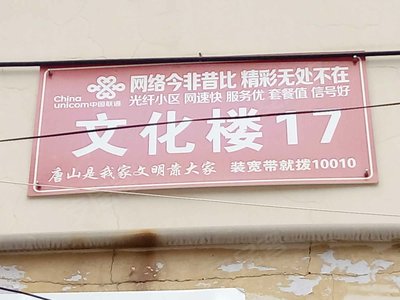 网络今非昔比 精彩无处不在
China unicom中国联通
光纤小区 网速快 服务优 套餐值 信号好
文化楼17
唐山是我家文明靠大家 装宽带就拨10010